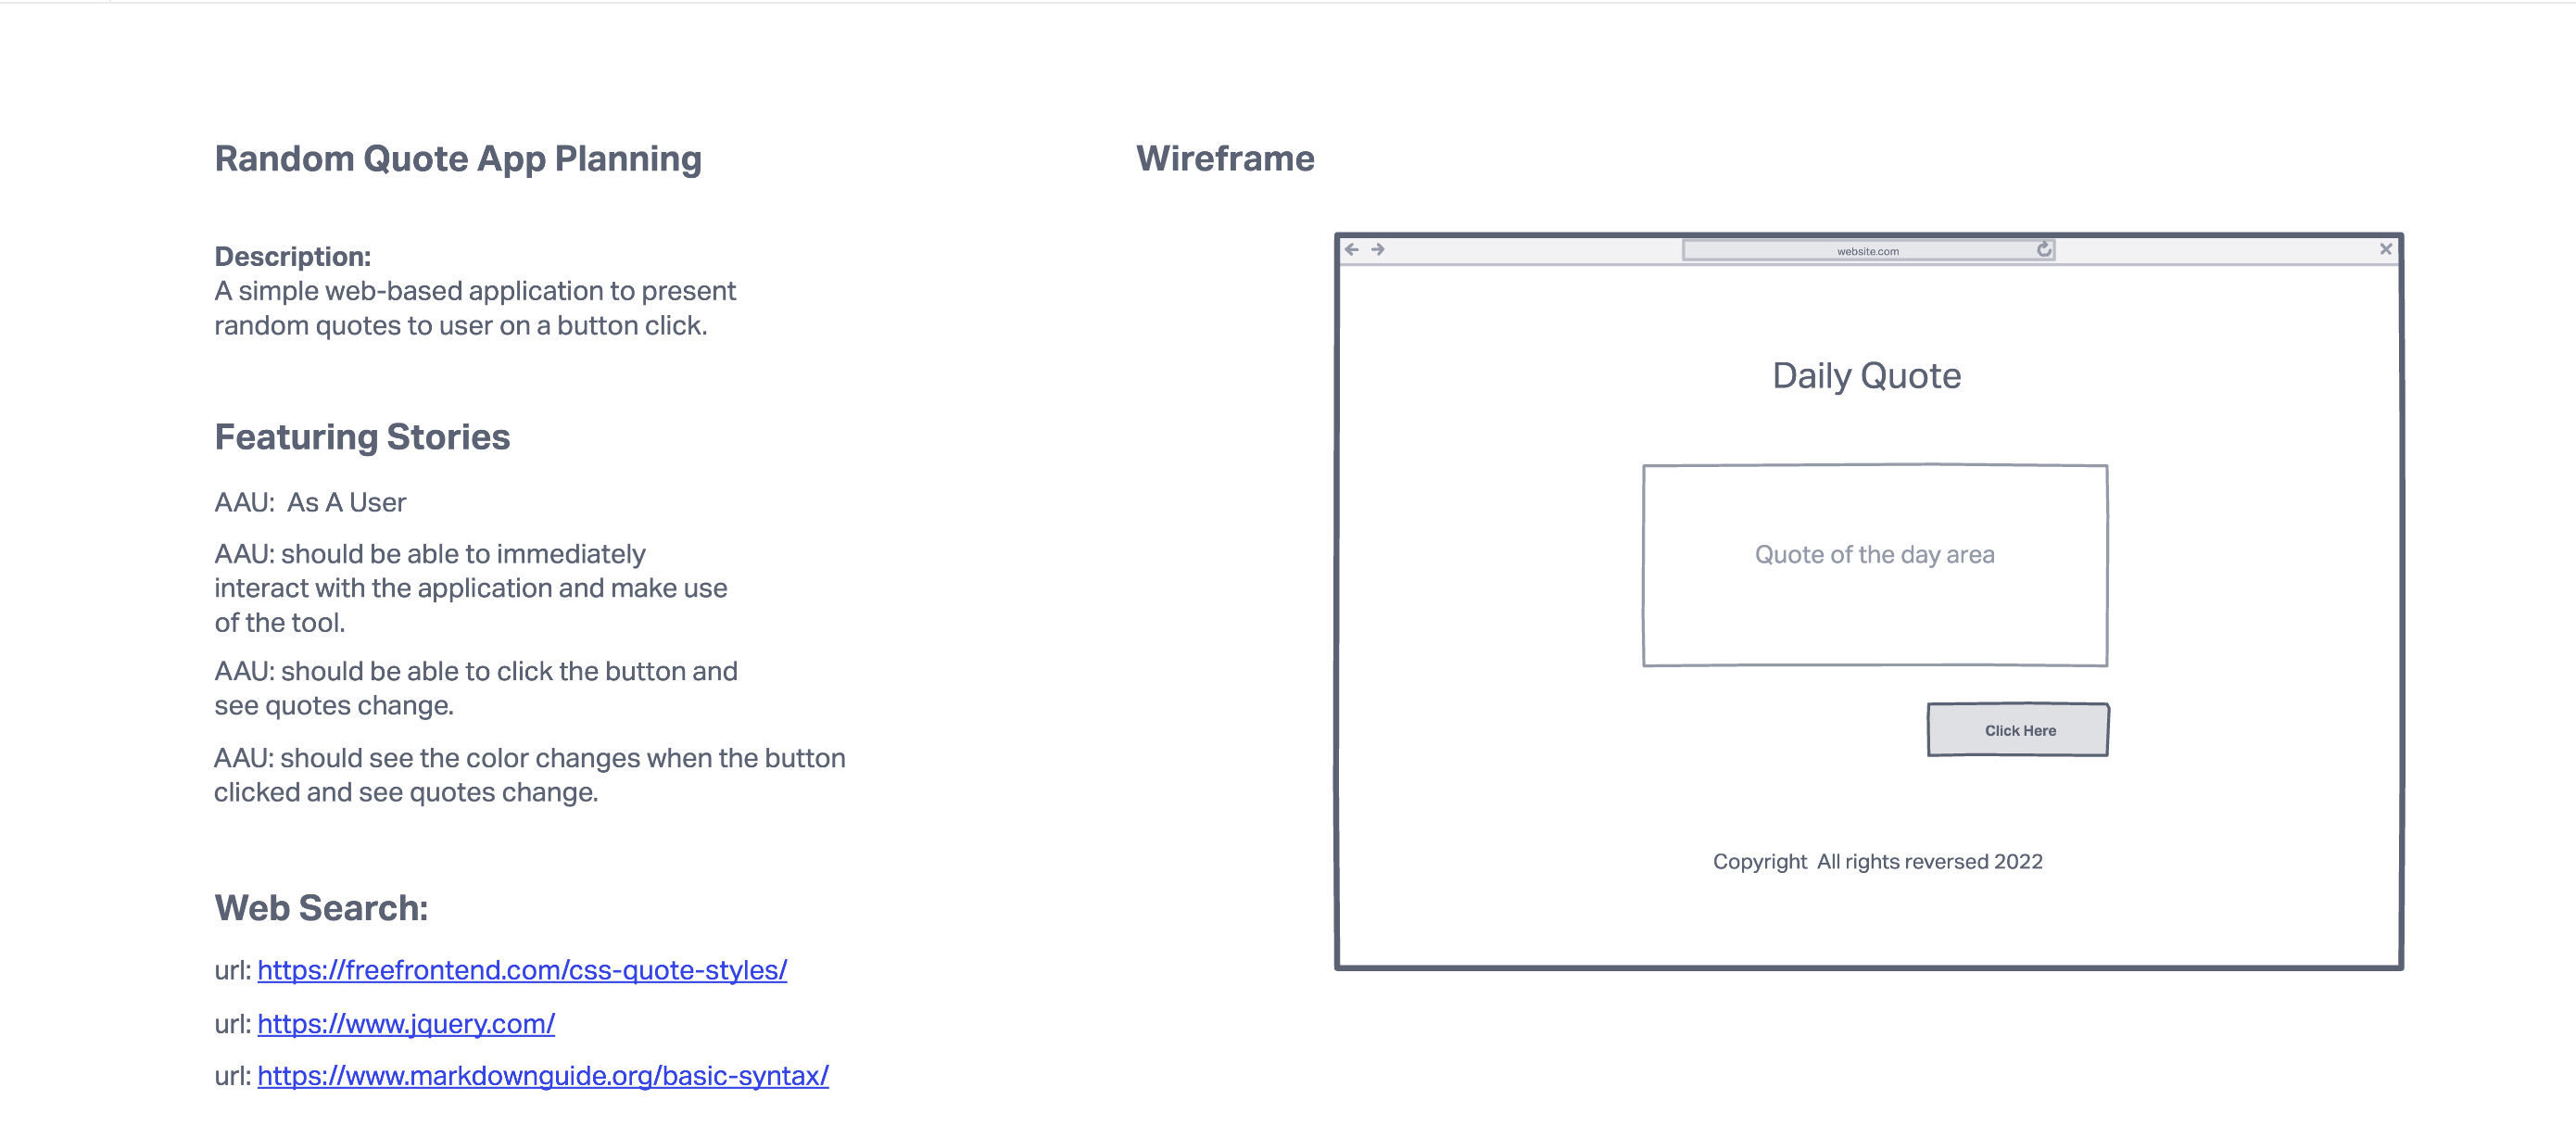 Random Quote App Planning
Description:
A simple web-based application to present
random quotes to user on a button click.
Featuring Stories
AAU:  As A User
AAU: should be able to immediately
interact with the application and make use
of the tool.
AAU: should be able to click the button and
see quotes change.
AAU: should see the color changes when the button
clicked and see quotes change.
Web Search:
url: https://freefrontend.com/css-quote-styles/
url: https://www.jquery.com/
url: https://www.markdownguide.org/basic-syntax/
Wireframe
website.com
Daily Quote
Quote of the day area
Click Here
Copyright  All rights reversed 2022